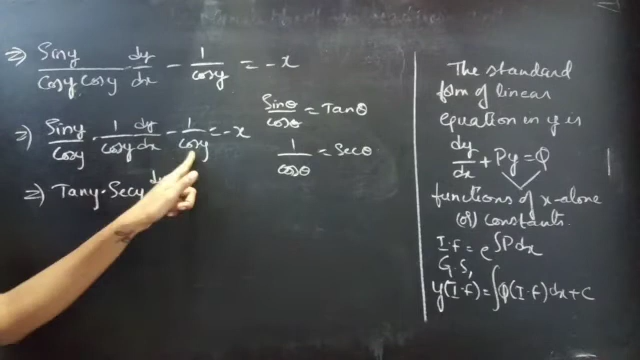 ⇒ Siny/(Cosy Cosy) · dy/dx − 1/Cosy = −x
⇒ Siny/Cosy · 1/Cosy dy/dx − 1/Cosy = −x
⇒ Tany·Secy dy
Sinθ/Cosθ = Tanθ
1/Cosθ = Secθ
The standard
form of linear
equation in y is
dy/dx + Py = Q
functions of x-alone
(or) constants.
I.f = e^∫Pdx
G.S,
y(I.f) = ∫Q(I.f)dx + C